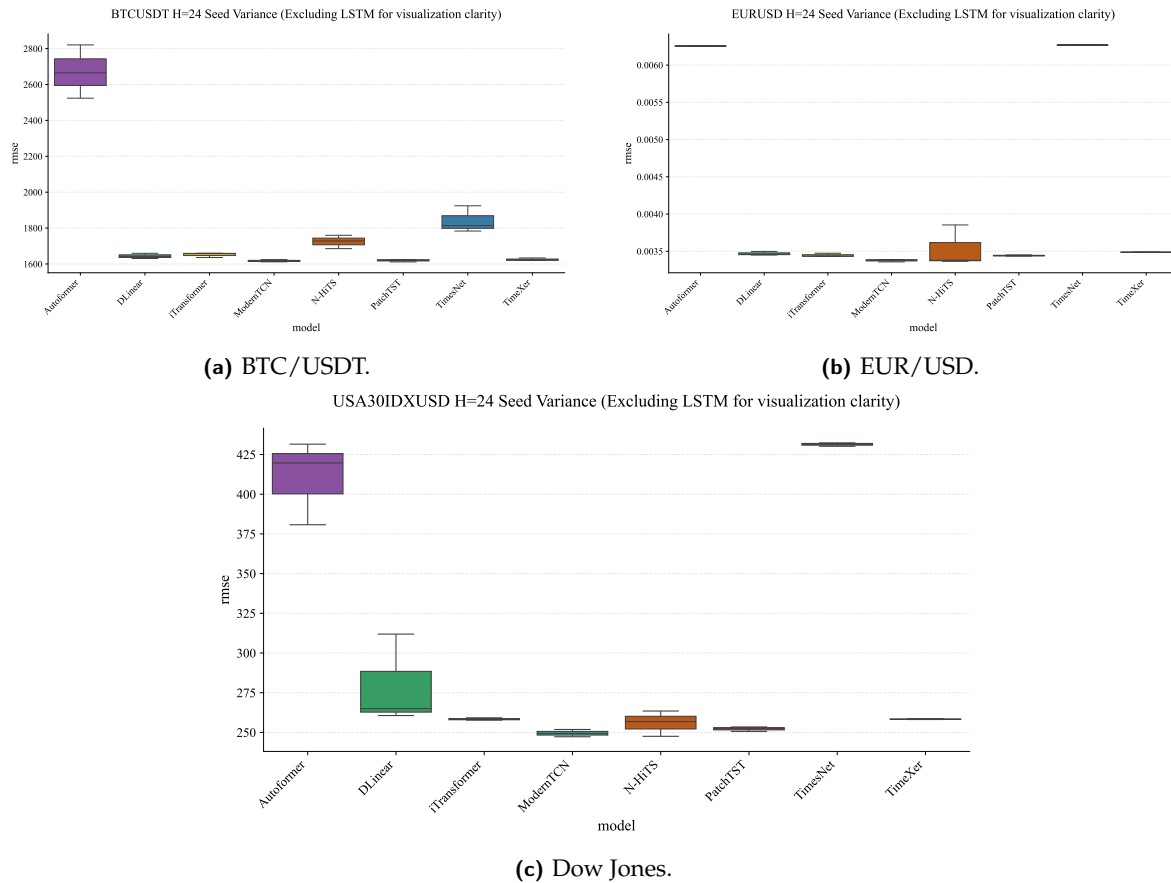 BTCUSDT H=24 Seed Variance (Excluding LSTM for visualization clarity)
2800
2600
2400
2200
2000
1800
1600
rmse
Autoformer
DLinear
iTransformer
ModernTCN
N-HiTS
PatchTST
TimesNet
TimeXer
model
(a) BTC/USDT.
EURUSD H=24 Seed Variance (Excluding LSTM for visualization clarity)
0.0060
0.0055
0.0050
0.0045
0.0040
0.0035
rmse
Autoformer
DLinear
iTransformer
ModernTCN
N-HiTS
PatchTST
TimesNet
TimeXer
model
(b) EUR/USD.
USA30IDXUSD H=24 Seed Variance (Excluding LSTM for visualization clarity)
425
400
375
350
325
300
275
250
rmse
Autoformer
DLinear
iTransformer
ModernTCN
N-HiTS
PatchTST
TimesNet
TimeXer
model
(c) Dow Jones.